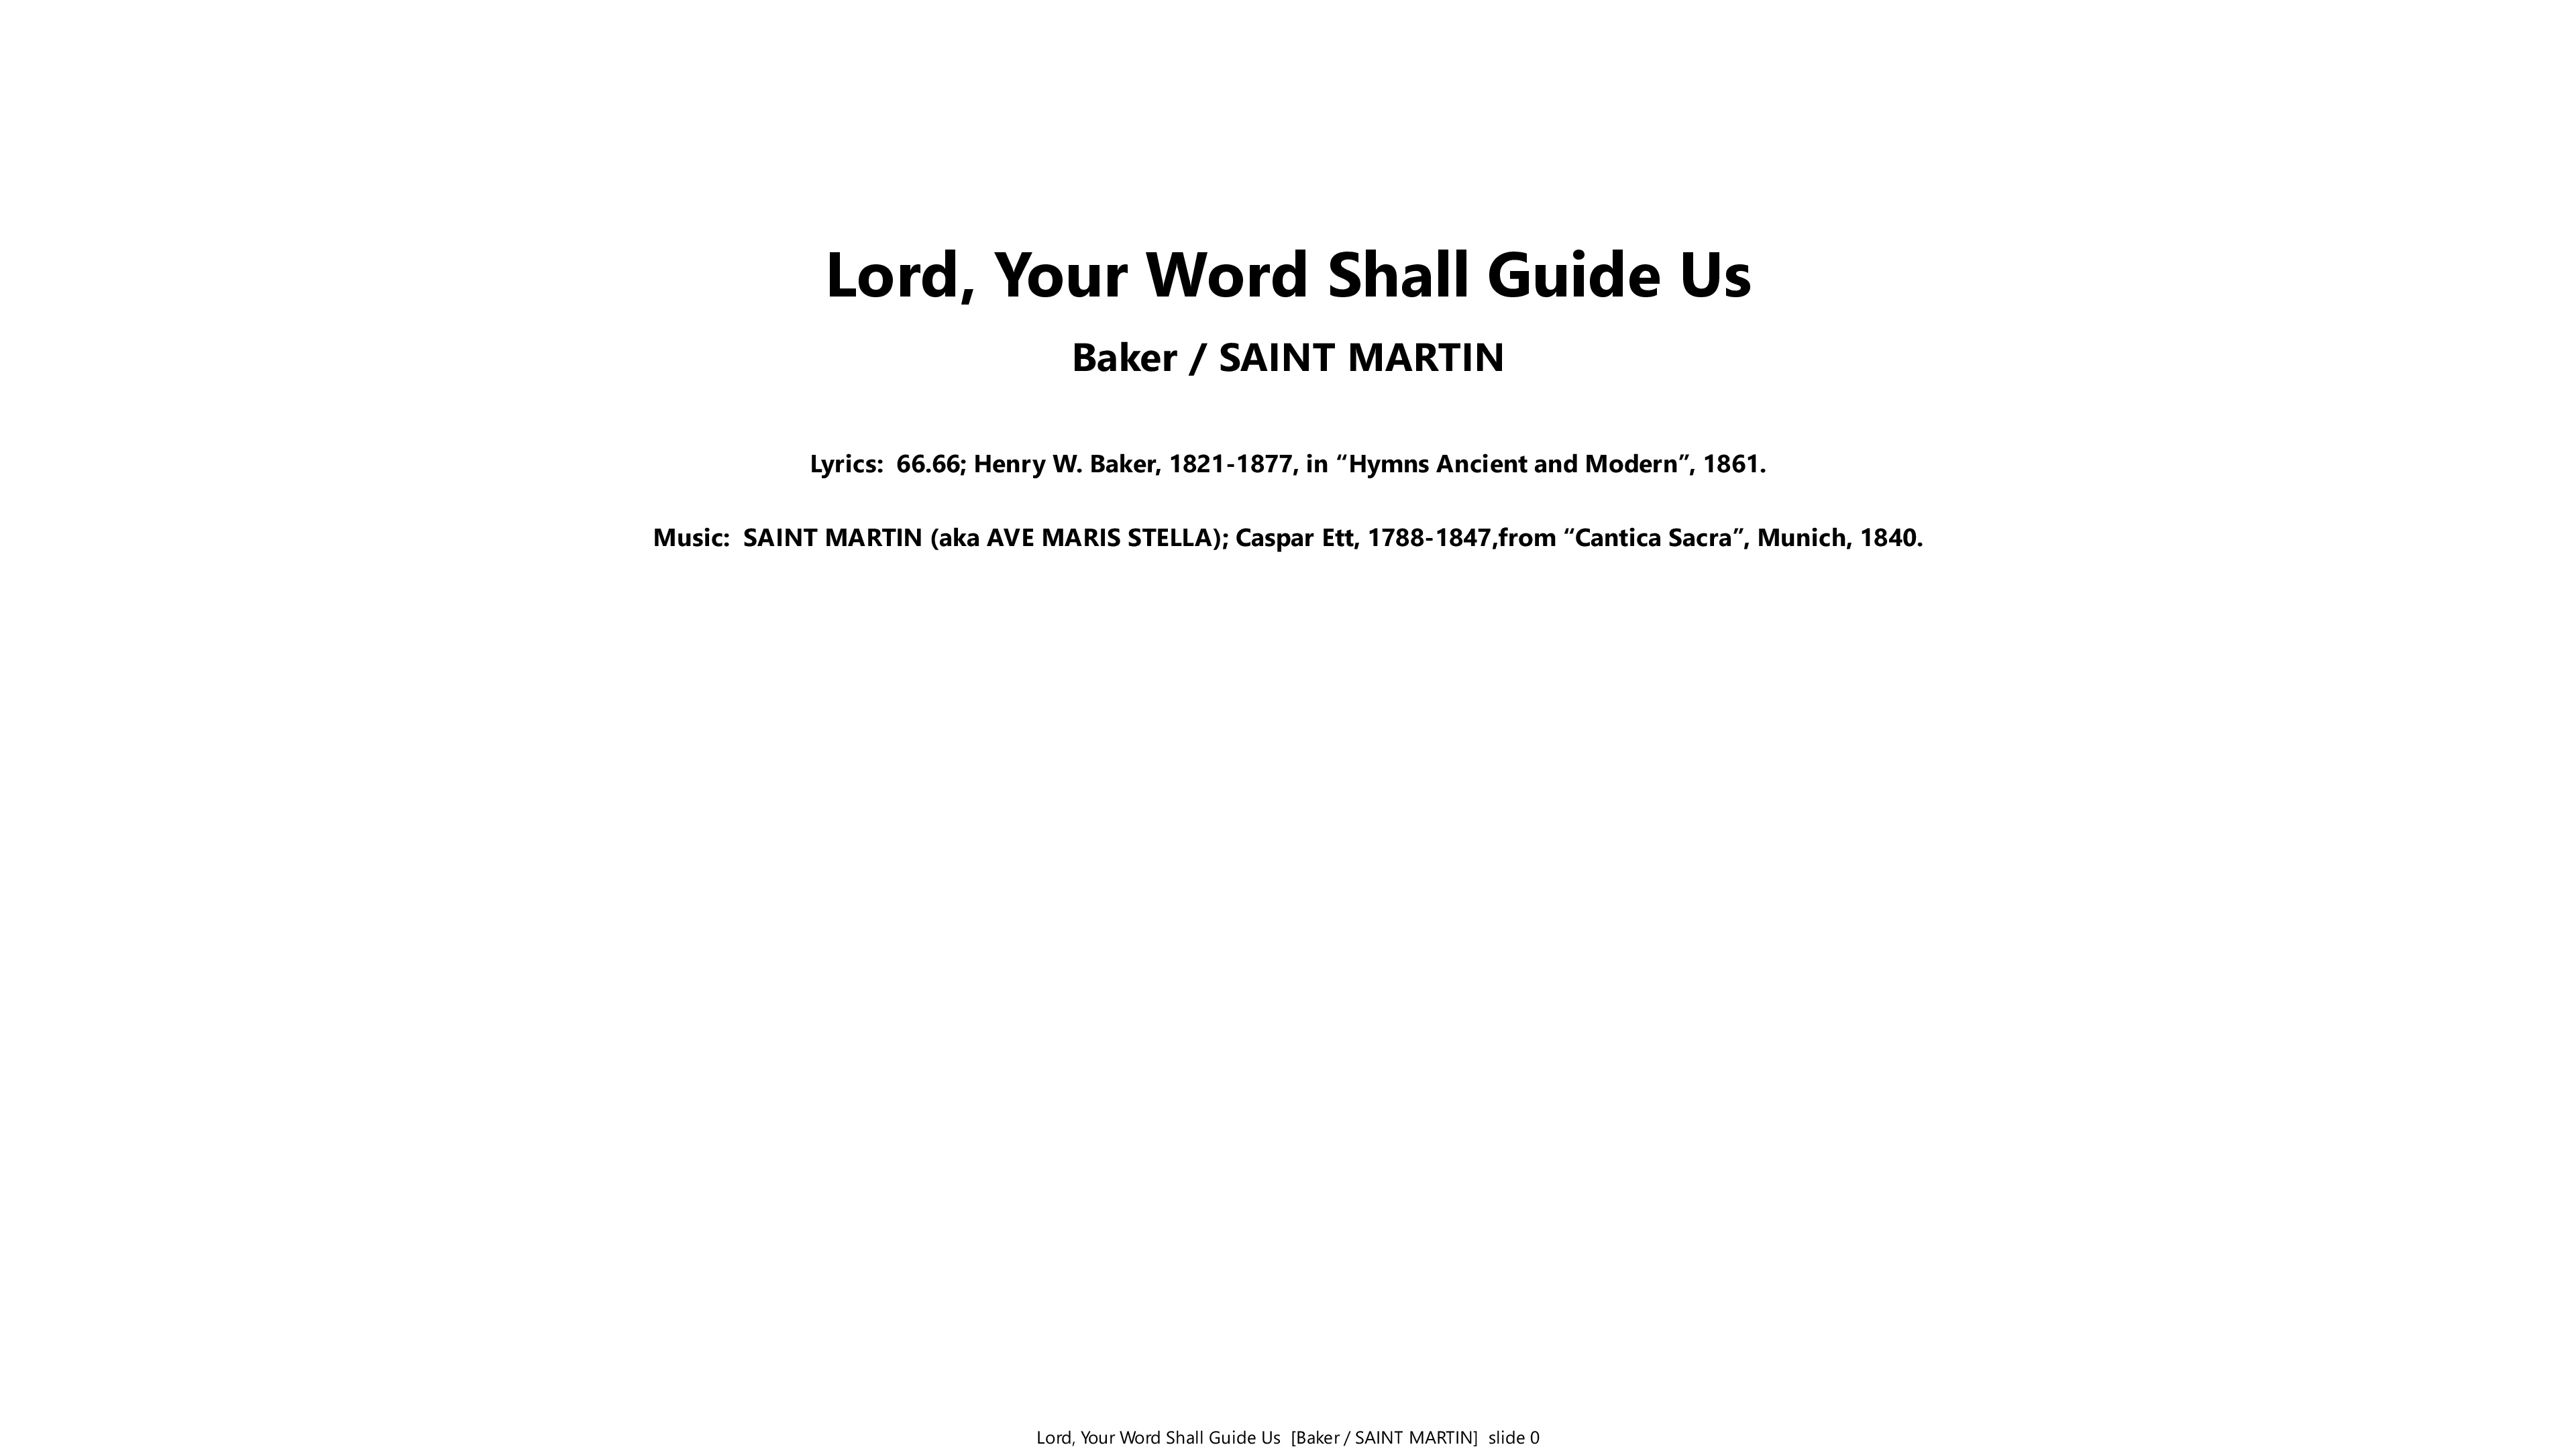 Lord, Your Word Shall Guide Us
Baker / SAINT MARTIN
Lyrics:  66.66; Henry W. Baker, 1821-1877, in “Hymns Ancient and Modern”, 1861.
Music:  SAINT MARTIN (aka AVE MARIS STELLA); Caspar Ett, 1788-1847,from “Cantica Sacra”, Munich, 1840.
Lord, Your Word Shall Guide Us  [Baker / SAINT MARTIN]  slide 0